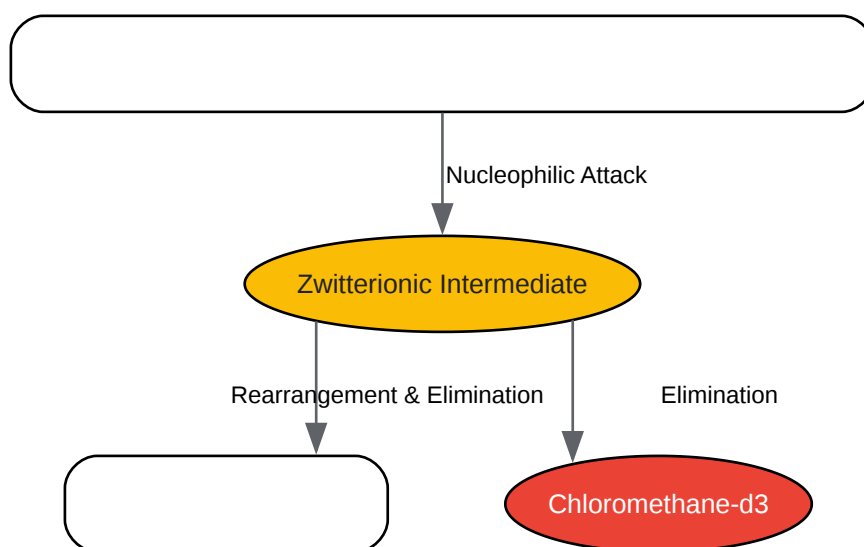 Nucleophilic Attack
Zwitterionic Intermediate
Rearrangement & Elimination
Elimination
Chloromethane-d3